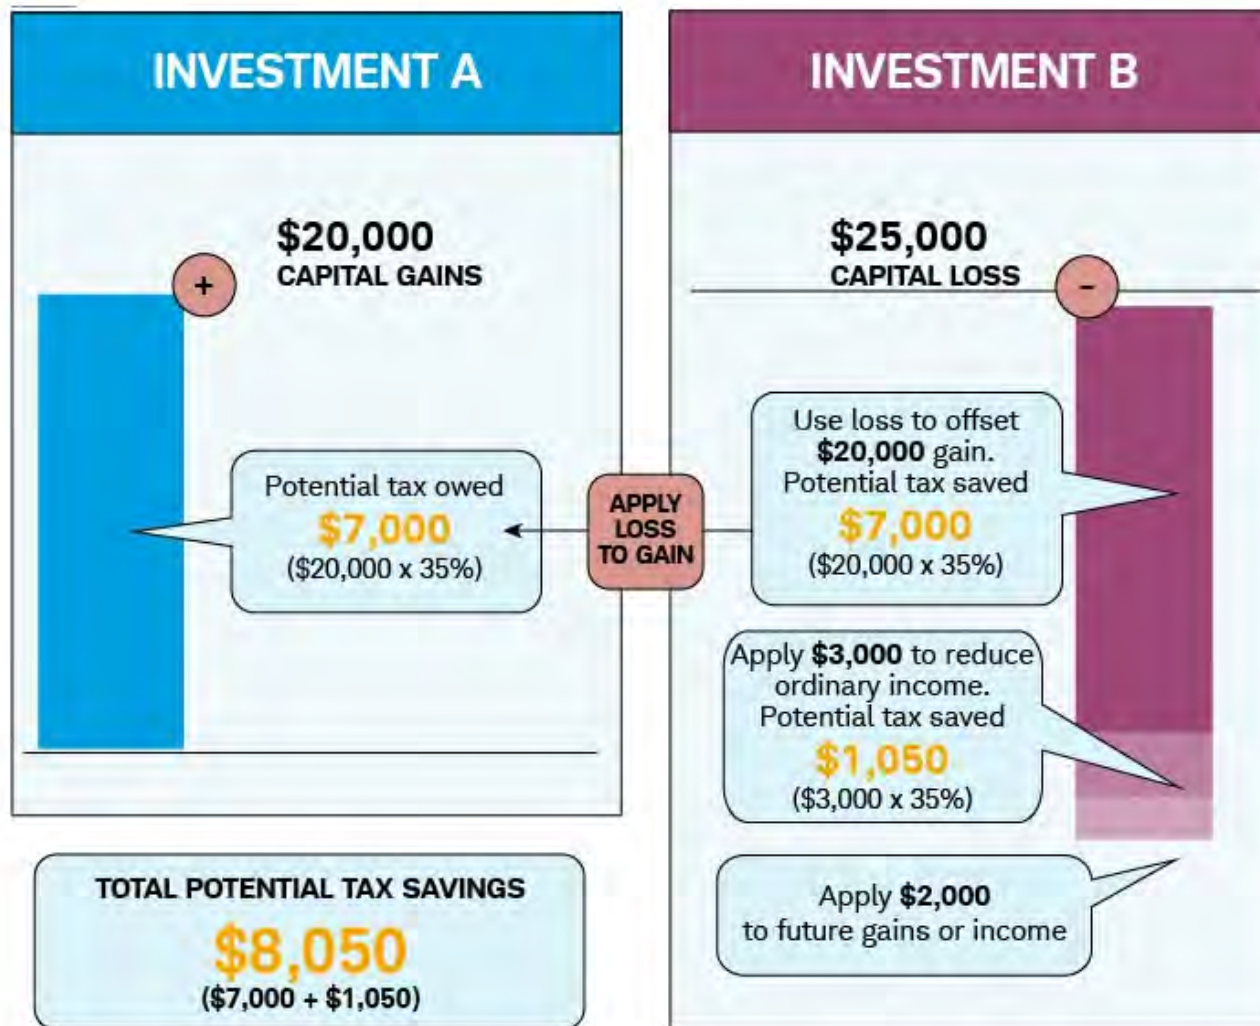 INVESTMENT A
+
$20,000
CAPITAL GAINS
Potential tax owed
$7,000
($20,000 x 35%)
APPLY
LOSS
TO GAIN
TOTAL POTENTIAL TAX SAVINGS
$8,050
($7,000 + $1,050)
INVESTMENT B
$25,000
CAPITAL LOSS
-
Use loss to offset
$20,000 gain.
Potential tax saved
$7,000
($20,000 x 35%)
Apply $3,000 to reduce
ordinary income.
Potential tax saved
$1,050
($3,000 x 35%)
Apply $2,000
to future gains or income